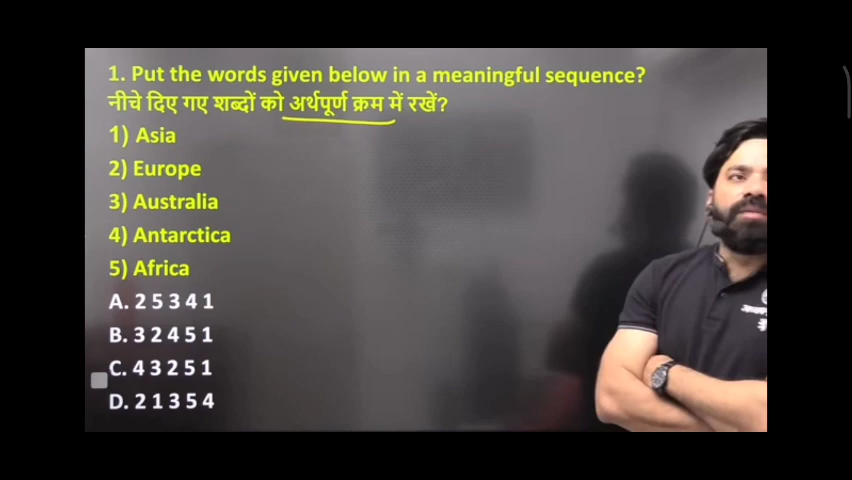 1. Put the words given below in a meaningful sequence?
नीचे दिए गए शब्दों को अर्थपूर्ण क्रम में रखें?
1) Asia
2) Europe
3) Australia
4) Antarctica
5) Africa
A. 2 5 3 4 1
B. 3 2 4 5 1
C. 4 3 2 5 1
D. 2 1 3 5 4